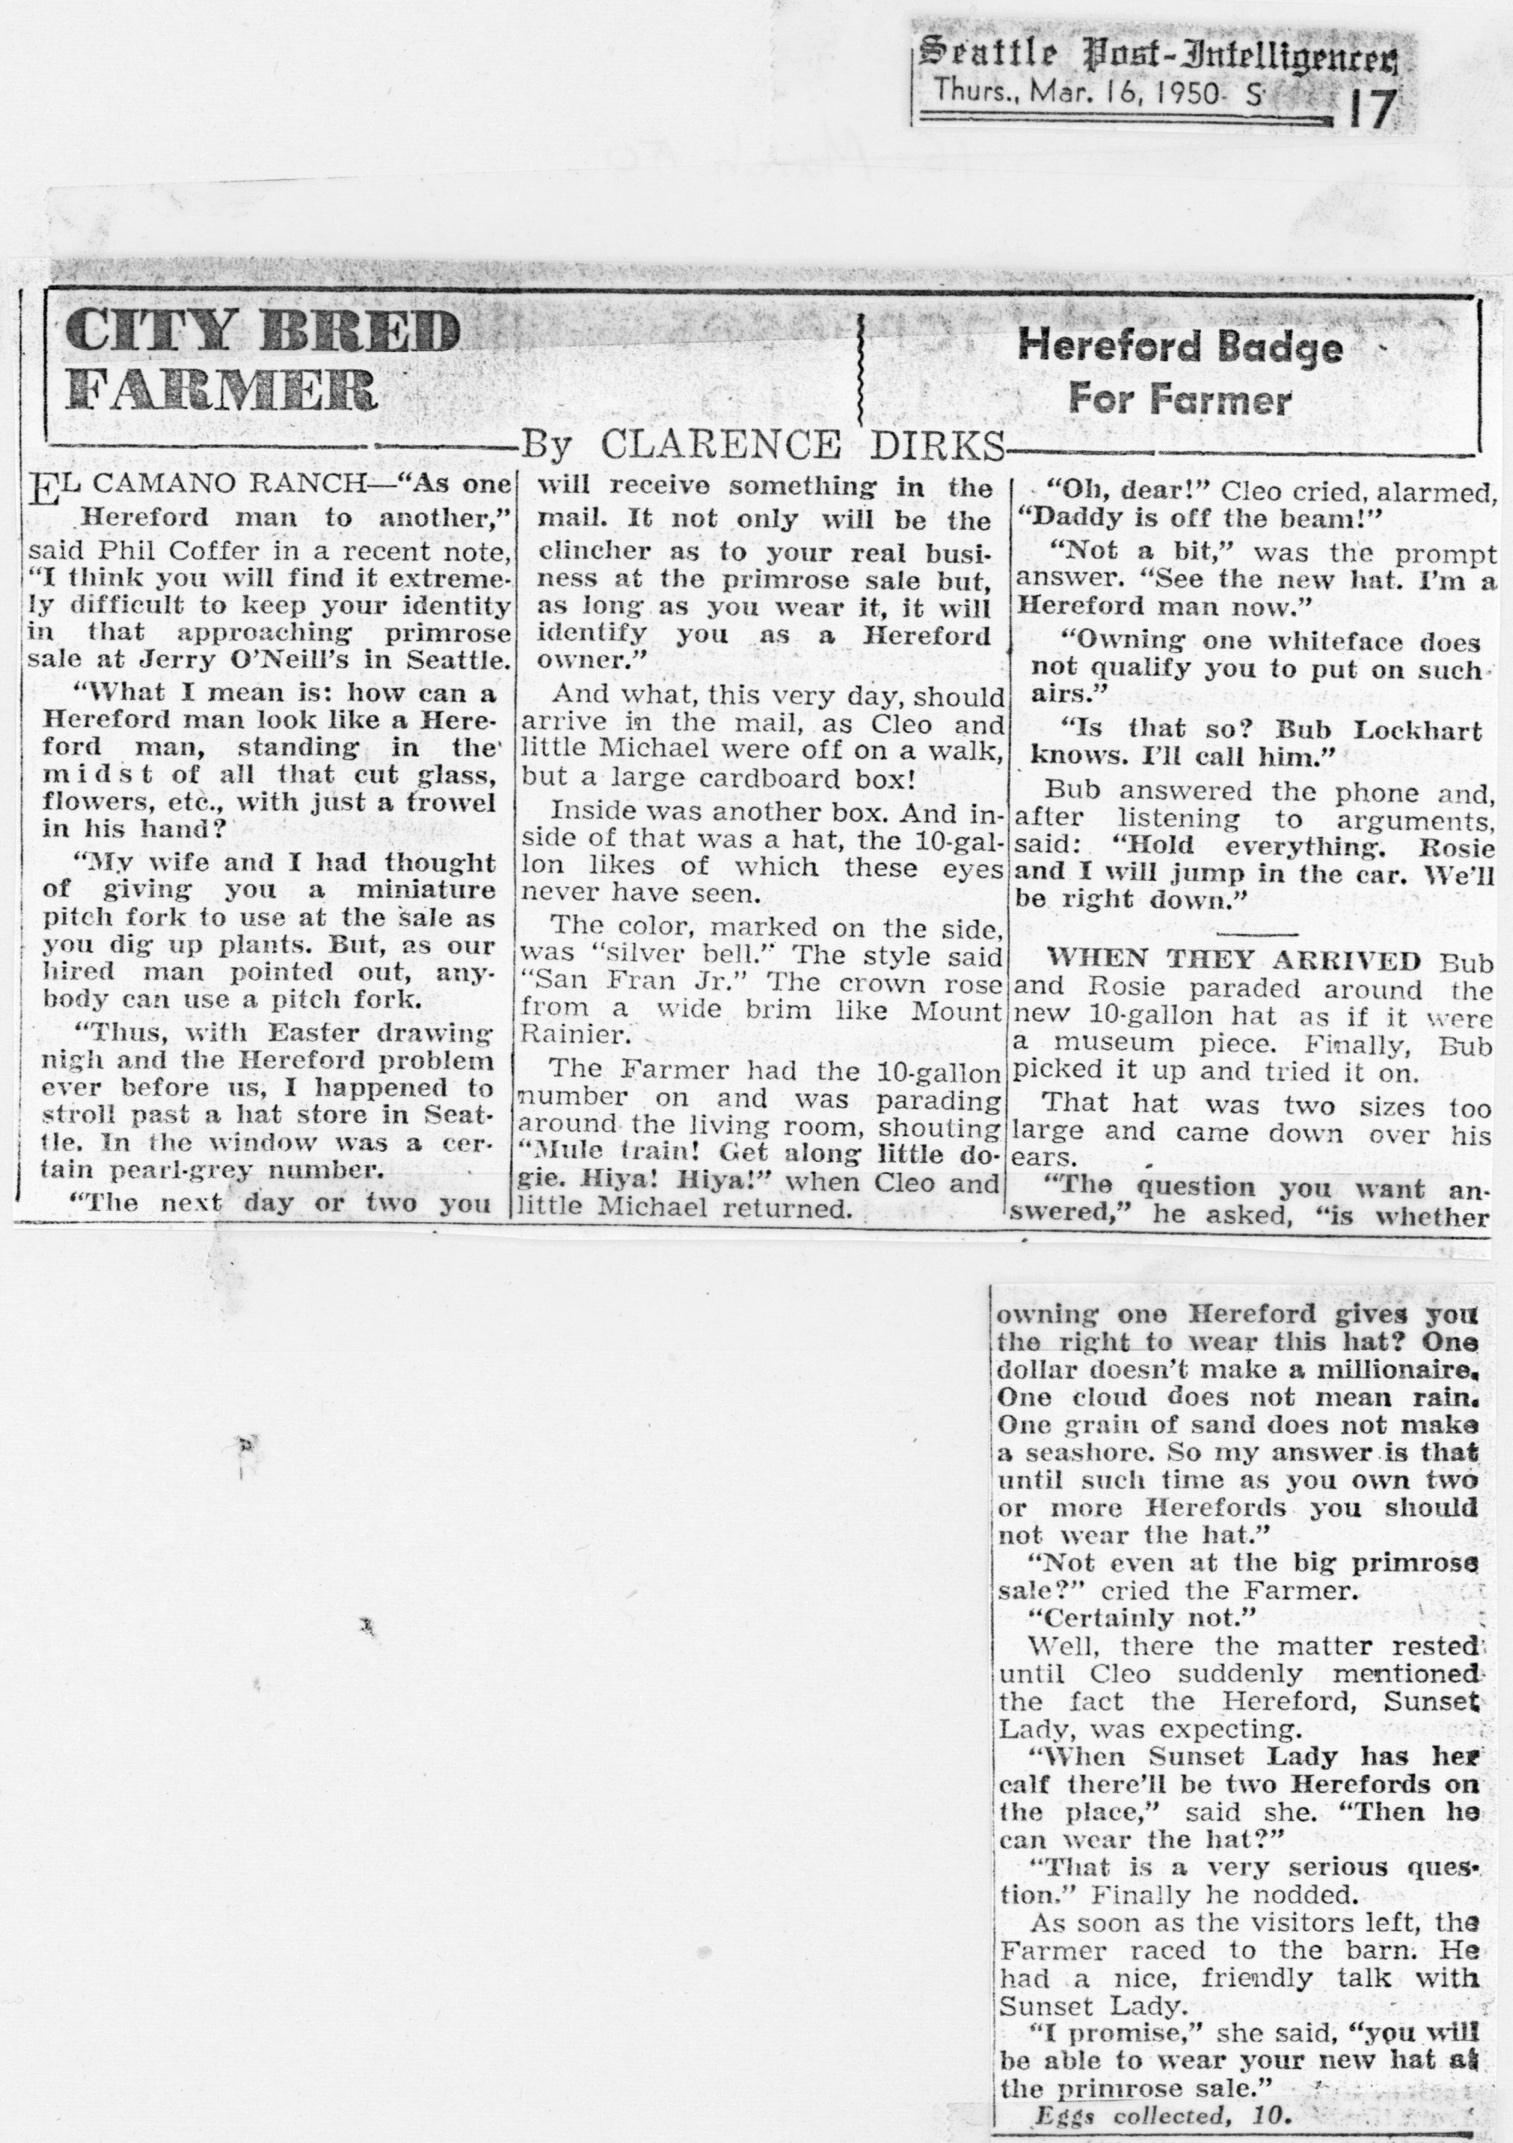 Seattle Post-Intelligencer
Thurs., Mar. 16, 1950- S 17
CITY BRED
FARMER
Hereford Badge
For Farmer
By CLARENCE DIRKS
EL CAMANO RANCH—“As one
Hereford man to another,”
said Phil Coffer in a recent note,
“I think you will find it extreme-
ly difficult to keep your identity
in that approaching primrose
sale at Jerry O’Neill’s in Seattle.
“What I mean is: how can a
Hereford man look like a Here-
ford man, standing in the
midst of all that cut glass,
flowers, etc., with just a trowel
in his hand?
“My wife and I had thought
of giving you a miniature
pitch fork to use at the sale as
you dig up plants. But, as our
hired man pointed out, any-
body can use a pitch fork.
“Thus, with Easter drawing
nigh and the Hereford problem
ever before us, I happened to
stroll past a hat store in Seat-
tle. In the window was a cer-
tain pearl-grey number.
“The next day or two you
will receive something in the
mail. It not only will be the
clincher as to your real busi-
ness at the primrose sale but,
as long as you wear it, it will
identify you as a Hereford
owner.”
And what, this very day, should
arrive in the mail, as Cleo and
little Michael were off on a walk,
but a large cardboard box!
Inside was another box. And in-
side of that was a hat, the 10-gal-
lon likes of which these eyes
never have seen.
The color, marked on the side,
was “silver bell.” The style said
“San Fran Jr.” The crown rose
from a wide brim like Mount
Rainier.
The Farmer had the 10-gallon
number on and was parading
around the living room, shouting
“Mule train! Get along little do-
gie. Hiya! Hiya!” when Cleo and
little Michael returned.
“Oh, dear!” Cleo cried, alarmed,
“Daddy is off the beam!”
“Not a bit,” was the prompt
answer. “See the new hat. I’m a
Hereford man now.”
“Owning one whiteface does
not qualify you to put on such
airs.”
“Is that so? Bub Lockhart
knows. I’ll call him.”
Bub answered the phone and,
after listening to arguments,
said: “Hold everything. Rosie
and I will jump in the car. We’ll
be right down.”
WHEN THEY ARRIVED Bub
and Rosie paraded around the
new 10-gallon hat as if it were
a museum piece. Finally, Bub
picked it up and tried it on.
That hat was two sizes too
large and came down over his
ears.
“The question you want an-
swered,” he asked, “is whether
owning one Hereford gives you
the right to wear this hat? One
dollar doesn’t make a millionaire.
One cloud does not mean rain.
One grain of sand does not make
a seashore. So my answer is that
until such time as you own two
or more Herefords you should
not wear the hat.”
“Not even at the big primrose
sale?” cried the Farmer.
“Certainly not.”
Well, there the matter rested
until Cleo suddenly mentioned
the fact the Hereford, Sunset
Lady, was expecting.
“When Sunset Lady has her
calf there’ll be two Herefords on
the place,” said she. “Then he
can wear the hat?”
“That is a very serious ques-
tion.” Finally he nodded.
As soon as the visitors left, the
Farmer raced to the barn. He
had a nice, friendly talk with
Sunset Lady.
“I promise,” she said, “you will
be able to wear your new hat at
the primrose sale.”
Eggs collected, 10.